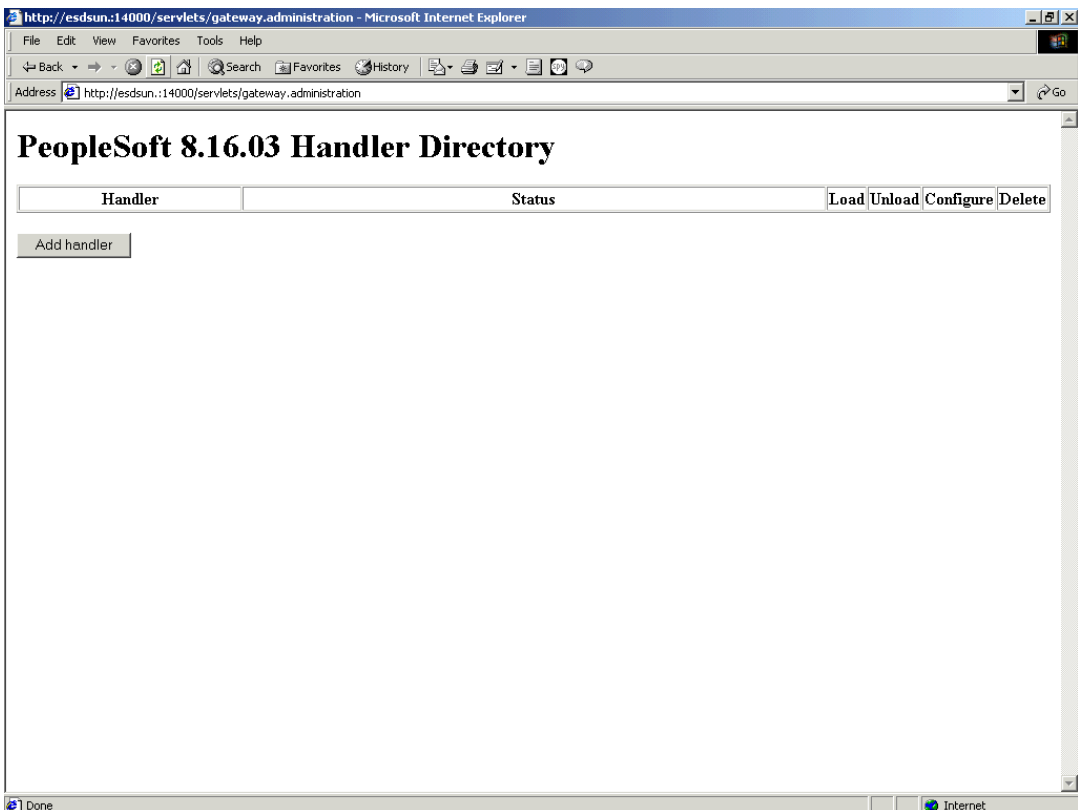 http://esdsun.:14000/servlets/gateway.administration - Microsoft Internet Explorer
File Edit View Favorites Tools Help
Back Search Favorites History
Address http://esdsun.:14000/servlets/gateway.administration Go
PeopleSoft 8.16.03 Handler Directory
Handler Status Load Unload Configure Delete
Add handler
Done Internet